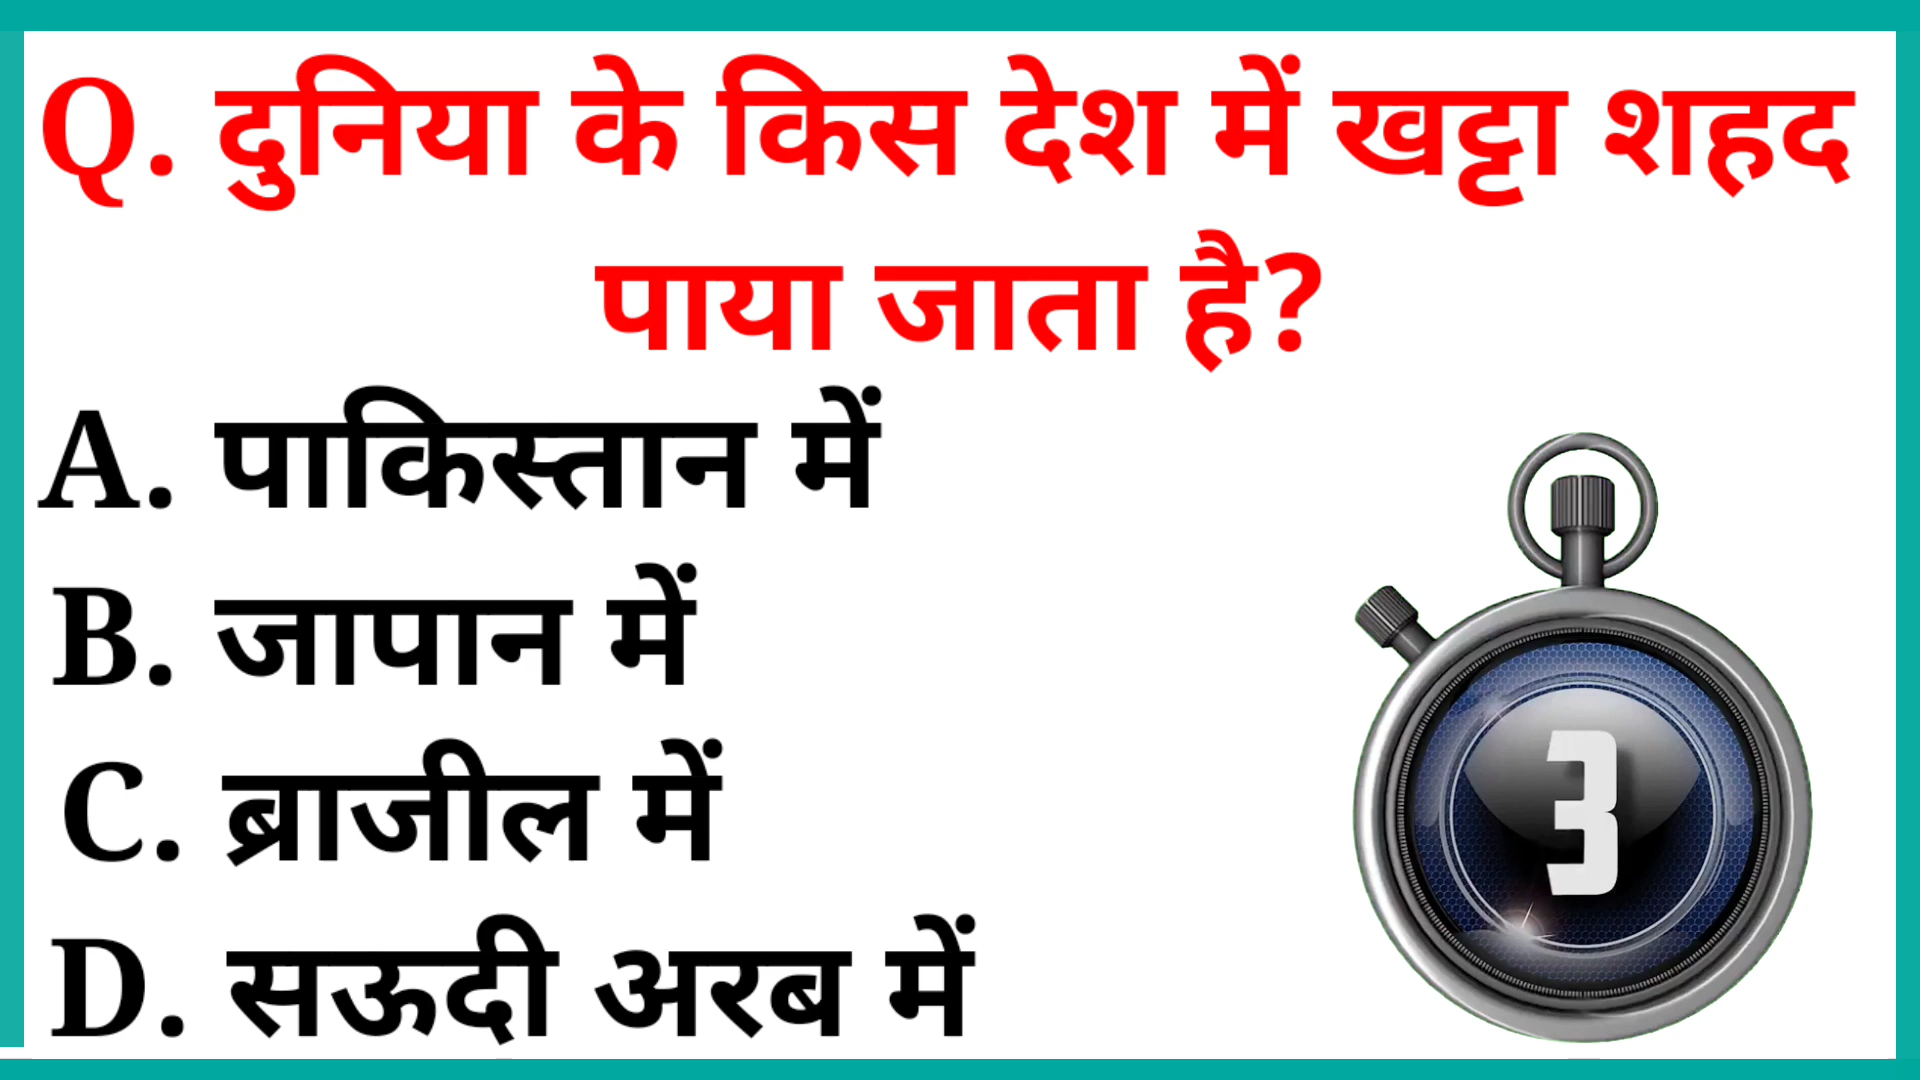 Q. दुनिया के किस देश में खट्टा शहद
पाया जाता है?
A. पाकिस्तान में
B. जापान में
C. ब्राजील में
D. सऊदी अरब में
3